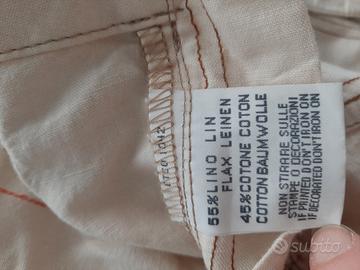 55%LINO LIN
FLAX LEINEN
45%COTONE COTON
COTTON BAUMWOLLE
NON STIRARE SULLE
STAMPE O DECORAZIONI
IF PRINTED DON'T IRON ON
IF DECORATED DON'T IRON ON
subito